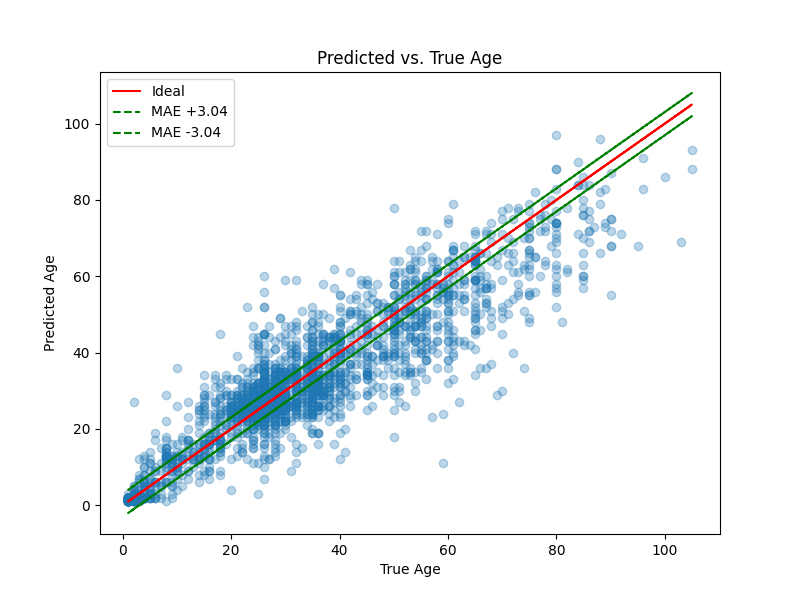 Predicted vs. True Age
Ideal
MAE +3.04
MAE -3.04
Predicted Age
100
80
60
40
20
0
0 20 40 60 80 100
True Age